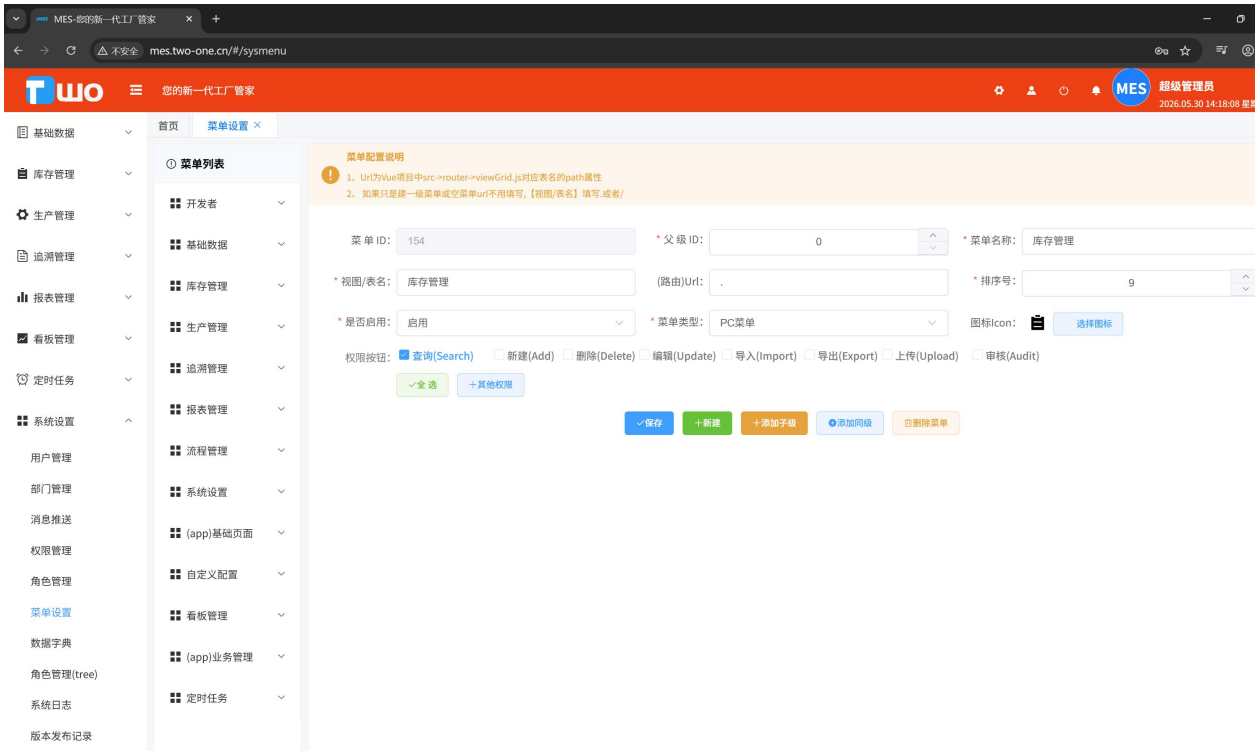 MES-您的新一代工厂管家
不安全 mes.two-one.cn/#/sysmenu
TWO 您的新一代工厂管家 MES 超级管理员
2026.05.30 14:18:08
基础数据
库存管理
生产管理
追溯管理
报表管理
看板管理
定时任务
系统设置
用户管理
部门管理
消息推送
权限管理
角色管理
菜单设置
数据字典
角色管理(tree)
系统日志
版本发布记录
首页 菜单设置
菜单列表
开发者
基础数据
库存管理
生产管理
追溯管理
报表管理
流程管理
系统设置
(app)基础页面
自定义配置
看板管理
(app)业务管理
定时任务
菜单配置说明
1、Url为Vue项目中src->router->viewGrid.js对应表名的path属性
2、 如果只是建一级菜单或空菜单url不用填写,【视图/表名】填写.或者/
菜 单 ID: 154 * 父 级 ID: 0 * 菜单名称: 库存管理
* 视图/表名: 库存管理 (路由)Url: . * 排序号: 9
* 是否启用: 启用 * 菜单类型: PC菜单 图标Icon: 选择图标
权限按钮: 查询(Search) 新建(Add) 删除(Delete) 编辑(Update) 导入(Import) 导出(Export) 上传(Upload) 审核(Audit)
全 选 +其他权限
保存 +新建 +添加子级 添加同级 删除菜单